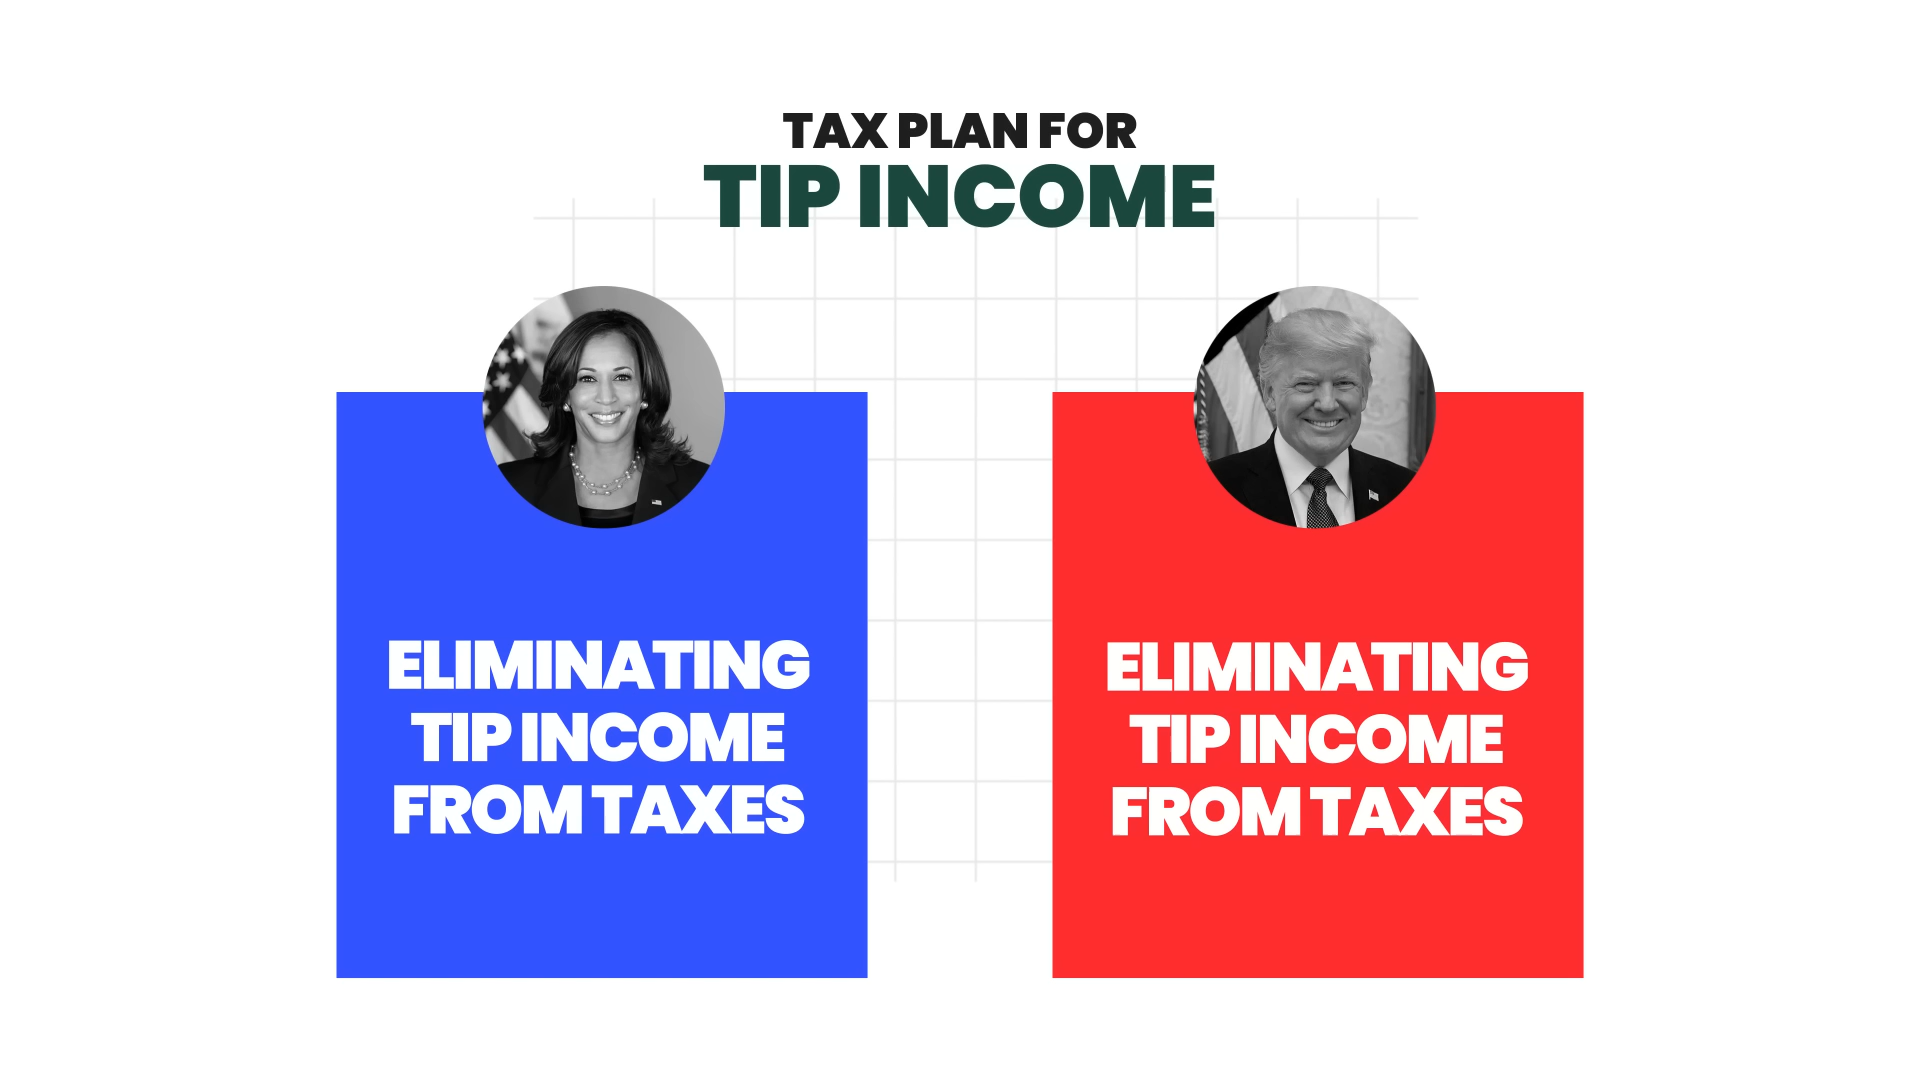 TAX PLAN FOR
TIP INCOME
ELIMINATING
TIP INCOME
FROM TAXES
ELIMINATING
TIP INCOME
FROM TAXES